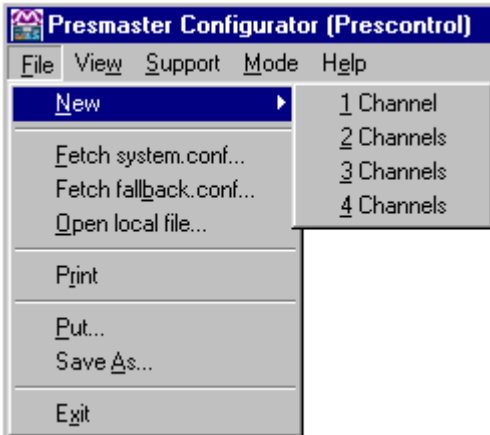 Presmaster Configurator (Prescontrol)
File View Support Mode Help
New
1 Channel
2 Channels
3 Channels
4 Channels
Fetch system.conf...
Fetch fallback.conf...
Open local file...
Print
Put...
Save As...
Exit